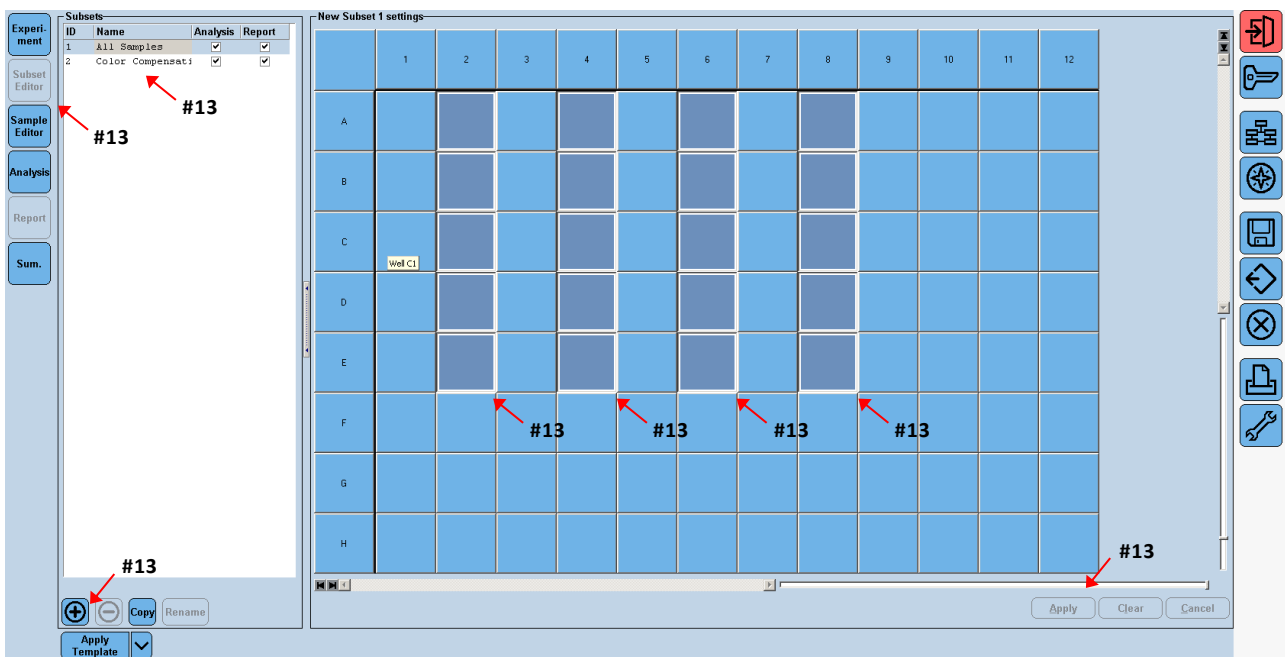 Experi-
ment
Subset
Editor
Sample
Editor
Analysis
Report
Sum.
Subsets
ID Name Analysis Report
1 All Samples
2 Color Compensati
#13
#13
#13
Copy
Rename
Apply
Template
New Subset 1 settings
1 2 3 4 5 6 7 8 9 10 11 12
A
B
C
Well C1
D
E
F
#13 #13 #13 #13
G
H
#13
Apply Clear Cancel